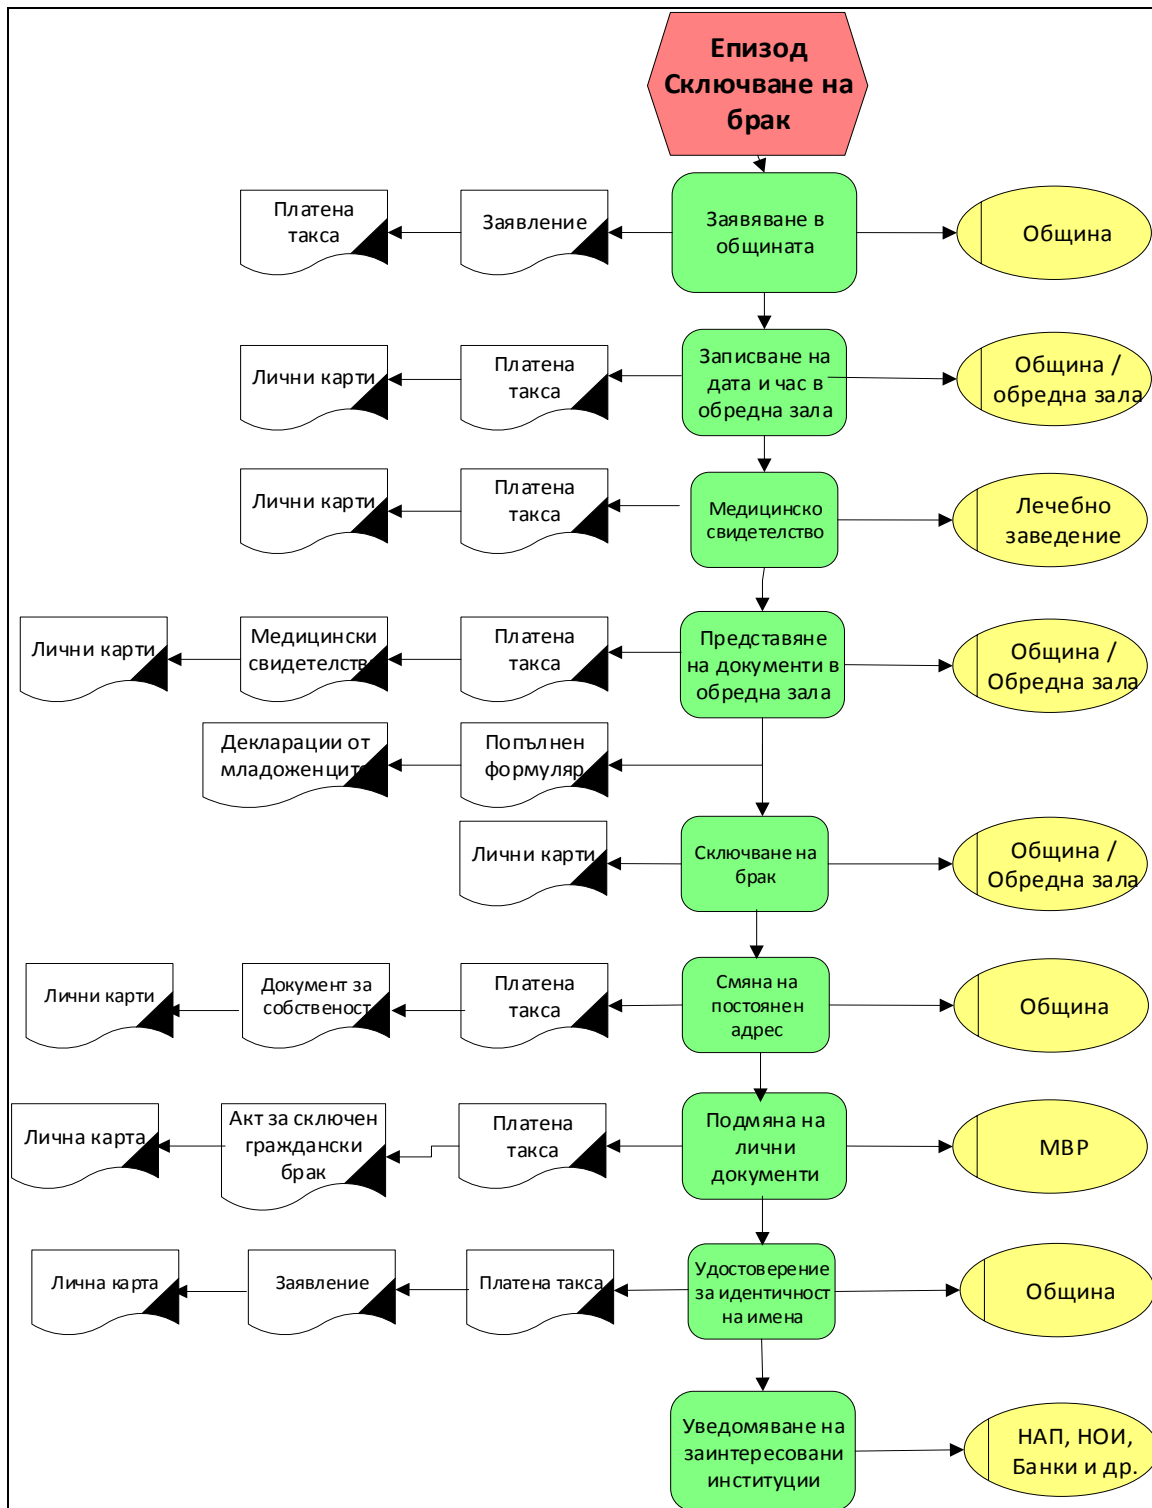 Епизод
Сключване на
брак
Платена
такса
Заявление
Заявяване в
общината
Община
Лични карти
Платена
такса
Записване на
дата и час в
обредна зала
Община /
обредна зала
Лични карти
Платена
такса
Медицинско
свидетелство
Лечебно
заведение
Лични карти
Медицински
свидетелств
Платена
такса
Представяне
на документи в
обредна зала
Община /
Обредна зала
Декларации от
младоженцит
Попълнен
формуляр
Лични карти
Сключване на
брак
Община /
Обредна зала
Лични карти
Документ за
собственост
Платена
такса
Смяна на
постоянен
адрес
Община
Лична карта
Акт за сключен
граждански
брак
Платена
такса
Подмяна на
лични
документи
МВР
Лична карта
Заявление
Платена такса
Удостоверение
за идентичност
на имена
Община
Уведомяване на
заинтересовани
институции
НАП, НОИ,
Банки и др.